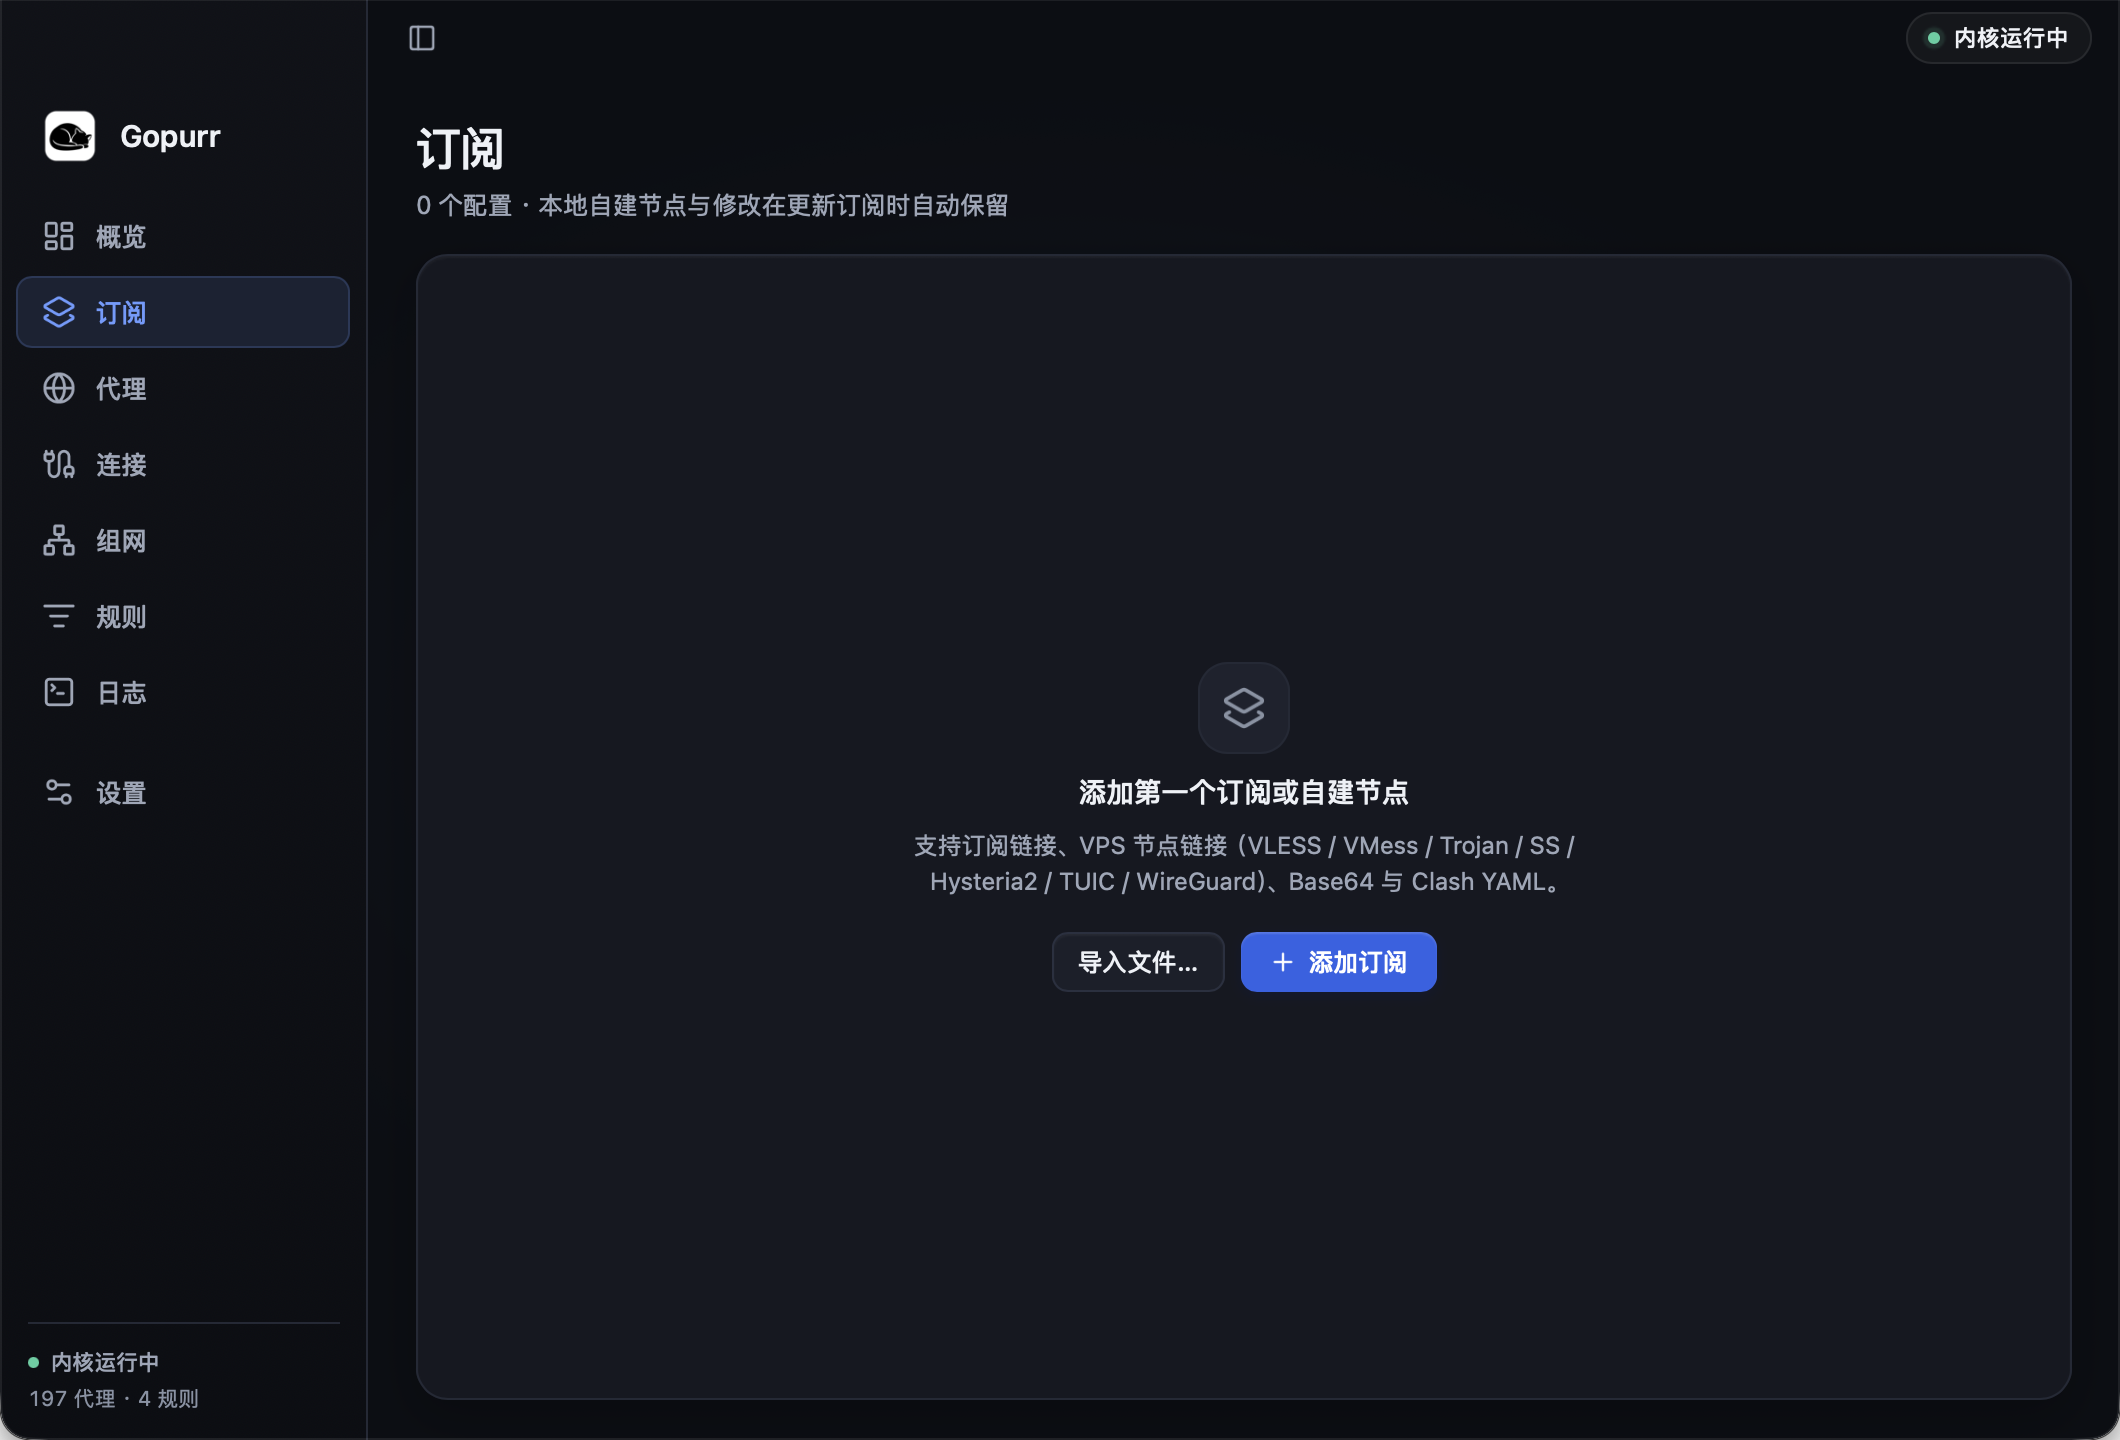 内核运行中
Gopurr
概览
订阅
代理
连接
组网
规则
日志
设置
内核运行中
197 代理 · 4 规则
订阅
0 个配置 · 本地自建节点与修改在更新订阅时自动保留
添加第一个订阅或自建节点
支持订阅链接、VPS 节点链接（VLESS / VMess / Trojan / SS /
Hysteria2 / TUIC / WireGuard）、Base64 与 Clash YAML。
导入文件...
添加订阅